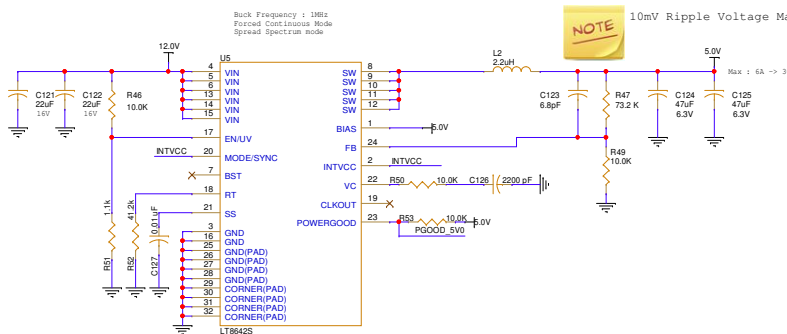 Buck Frequency : 1MHz
Forced Continuous Mode
Spread Spectrum mode
NOTE
10mV Ripple Voltage Ma
12.0V
U5
L2
2.2uH
5.0V
Max : 6A -> 3
C121
22uF
16V
C122
22uF
16V
R46
10.0K
4 VIN
5 VIN
6 VIN
13 VIN
14 VIN
15 VIN
17 EN/UV
INTVCC 20 MODE/SYNC
7 BST
18 RT
21 SS
3 GND
16 GND
25 GND(PAD)
26 GND(PAD)
27 GND(PAD)
28 GND(PAD)
29 CORNER(PAD)
30 CORNER(PAD)
31 CORNER(PAD)
32 CORNER(PAD)
SW 8
SW 9
SW 10
SW 11
SW 12
BIAS 1 5.0V
FB 24
INTVCC 2 INTVCC
VC 22 R50 10.0K C126 2200 pF
CLKOUT 19
POWERGOOD 23 R53 10.0K 5.0V
PGOOD_5V0
C123
6.8pF
R47
73.2 K
C124
47uF
6.3V
C125
47uF
6.3V
R49
10.0K
R51 1.1k
R52 41.2k
C127 0.01uF
LT8642S